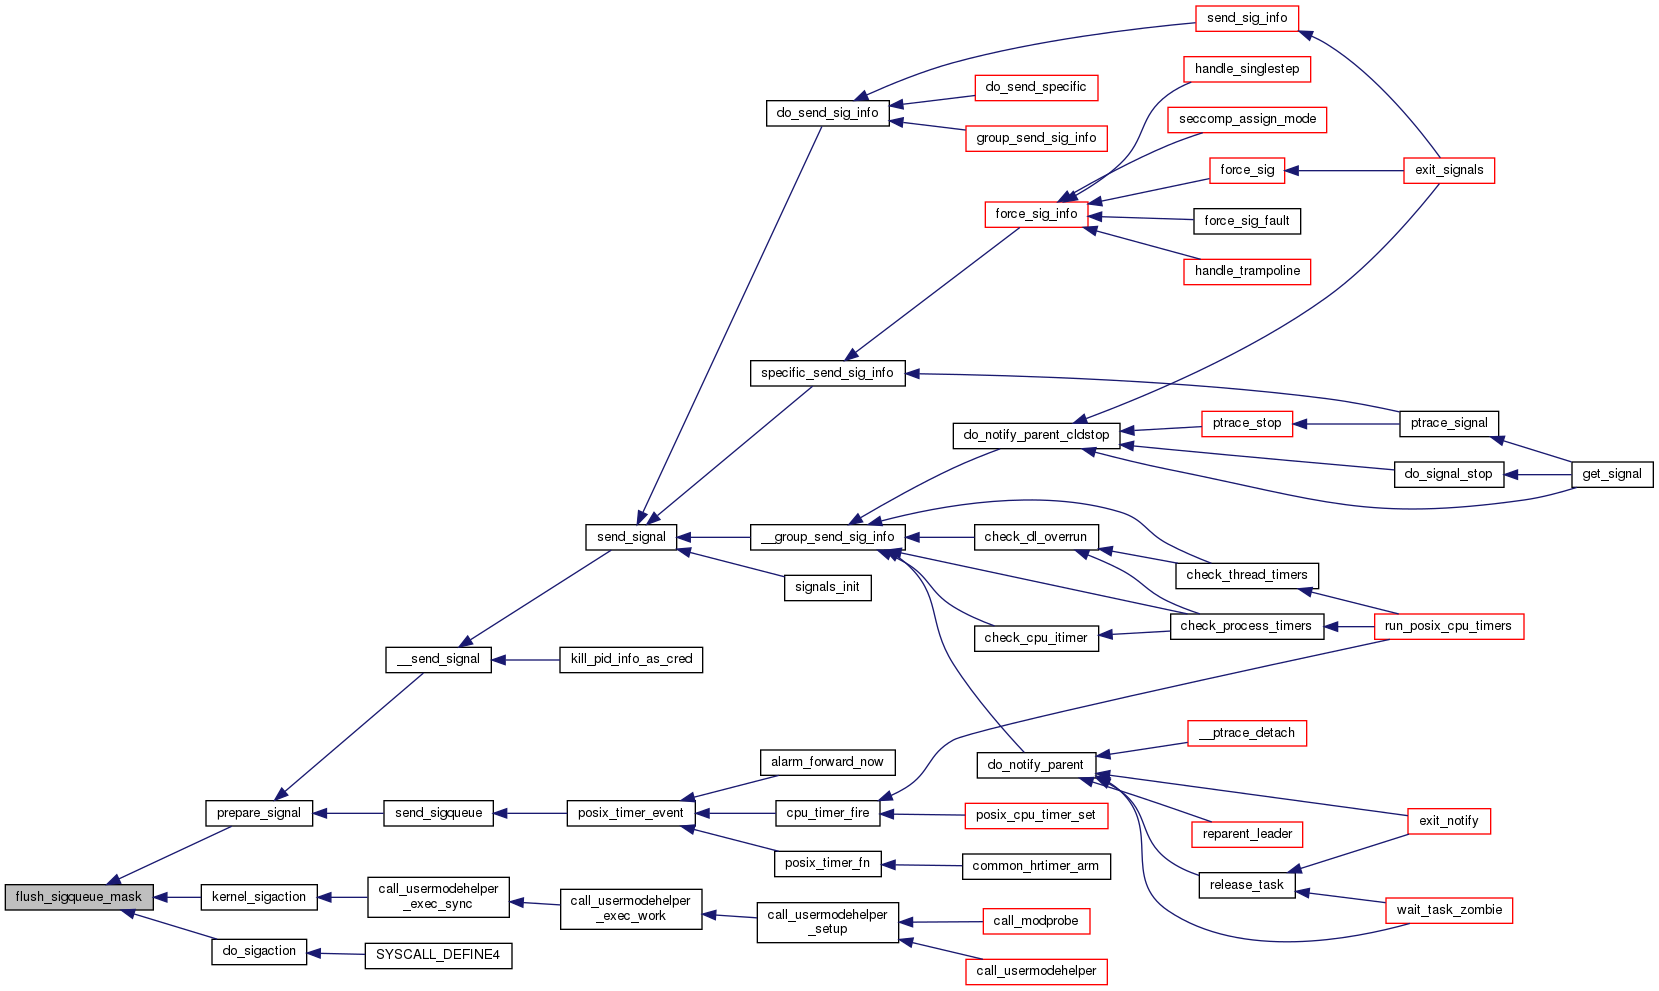 send_sig_info
handle_singlestep
do_send_specific
do_send_sig_info
seccomp_assign_mode
group_send_sig_info
force_sig
exit_signals
force_sig_info
force_sig_fault
handle_trampoline
specific_send_sig_info
ptrace_stop
ptrace_signal
do_notify_parent_cldstop
do_signal_stop
get_signal
send_signal
__group_send_sig_info
check_dl_overrun
check_thread_timers
signals_init
check_process_timers
run_posix_cpu_timers
check_cpu_itimer
__send_signal
kill_pid_info_as_cred
__ptrace_detach
alarm_forward_now
do_notify_parent
prepare_signal
send_sigqueue
posix_timer_event
cpu_timer_fire
posix_cpu_timer_set
exit_notify
reparent_leader
posix_timer_fn
common_hrtimer_arm
release_task
flush_sigqueue_mask
kernel_sigaction
call_usermodehelper
_exec_sync
call_usermodehelper
_exec_work
call_usermodehelper
_setup
call_modprobe
wait_task_zombie
do_sigaction
SYSCALL_DEFINE4
call_usermodehelper